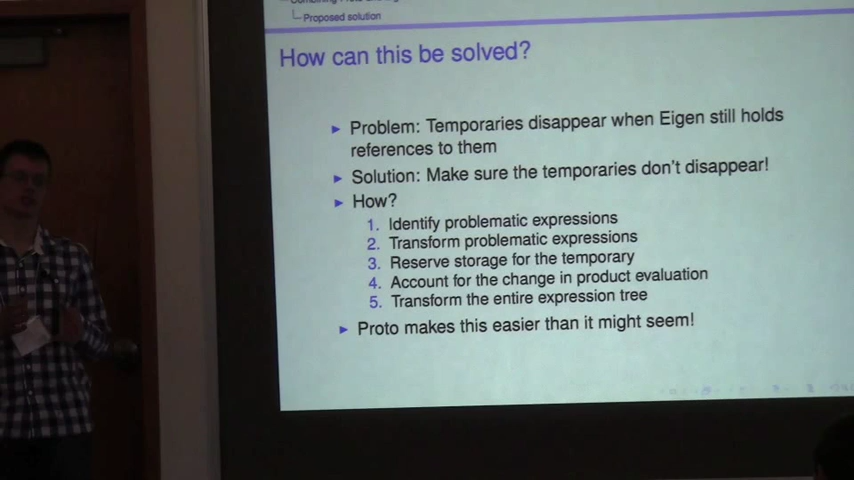 Proposed solution
How can this be solved?
Problem: Temporaries disappear when Eigen still holds
references to them
Solution: Make sure the temporaries don't disappear!
How?
1. Identify problematic expressions
2. Transform problematic expressions
3. Reserve storage for the temporary
4. Account for the change in product evaluation
5. Transform the entire expression tree
Proto makes this easier than it might seem!